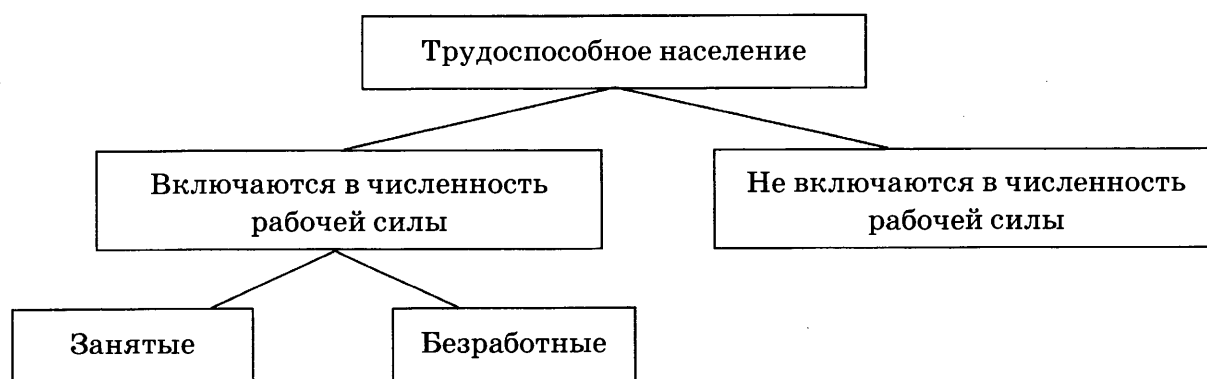 Трудоспособное население
Включаются в численность
рабочей силы
Не включаются в численность
рабочей силы
Занятые
Безработные